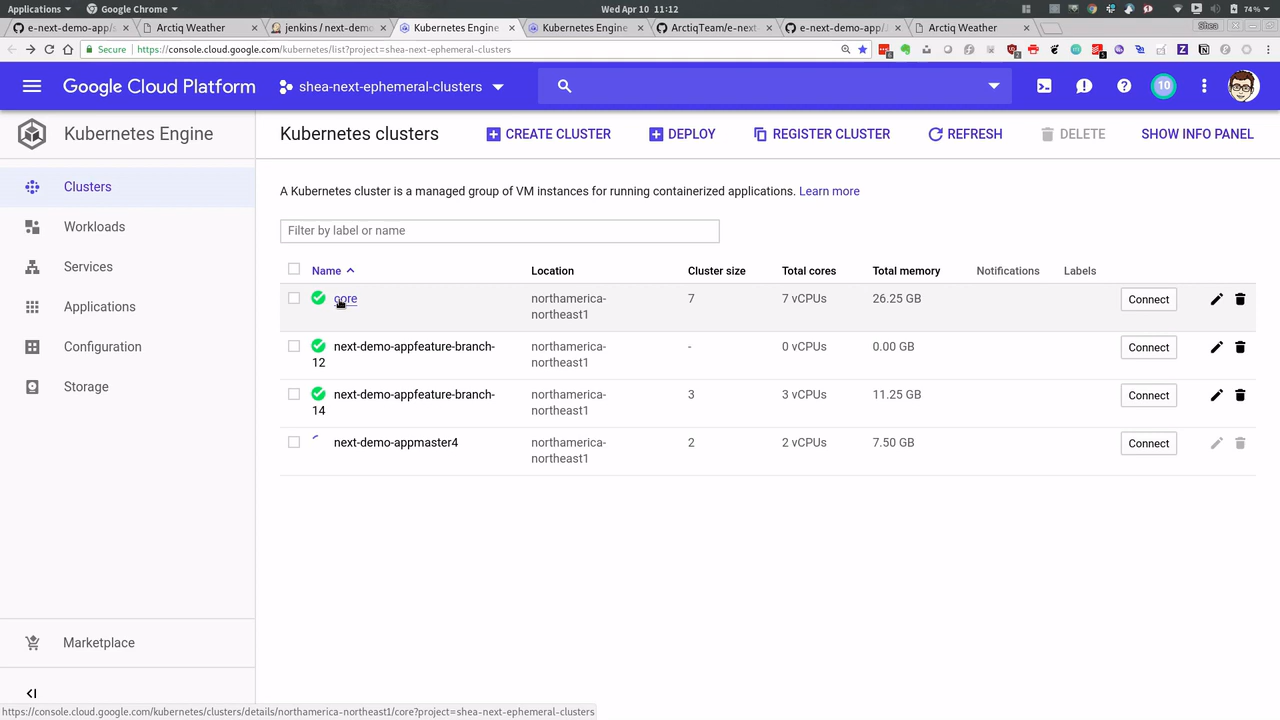 Applications
Google Chrome
Wed Apr 10 11:12
74%
e-next-demo-app/
Arctiq Weather
jenkins / next-demo
Kubernetes Engine
Kubernetes Engine
ArctiqTeam/e-next
e-next-demo-app/J
Arctiq Weather
Shea
Secure
https://console.cloud.google.com/kubernetes/list?project=shea-next-ephemeral-clusters
Google Cloud Platform
shea-next-ephemeral-clusters
10
Kubernetes Engine
Kubernetes clusters
CREATE CLUSTER
DEPLOY
REGISTER CLUSTER
REFRESH
DELETE
SHOW INFO PANEL
Clusters
Workloads
Services
Applications
Configuration
Storage
Marketplace
A Kubernetes cluster is a managed group of VM instances for running containerized applications. Learn more
Filter by label or name
Name Location Cluster size Total cores Total memory Notifications Labels
core northamerica- 7 7 vCPUs 26.25 GB Connect
northeast1
next-demo-appfeature-branch- northamerica- - 0 vCPUs 0.00 GB Connect
12 northeast1
next-demo-appfeature-branch- northamerica- 3 3 vCPUs 11.25 GB Connect
14 northeast1
next-demo-appmaster4 northamerica- 2 2 vCPUs 7.50 GB Connect
northeast1
https://console.cloud.google.com/kubernetes/clusters/details/northamerica-northeast1/core?project=shea-next-ephemeral-clusters